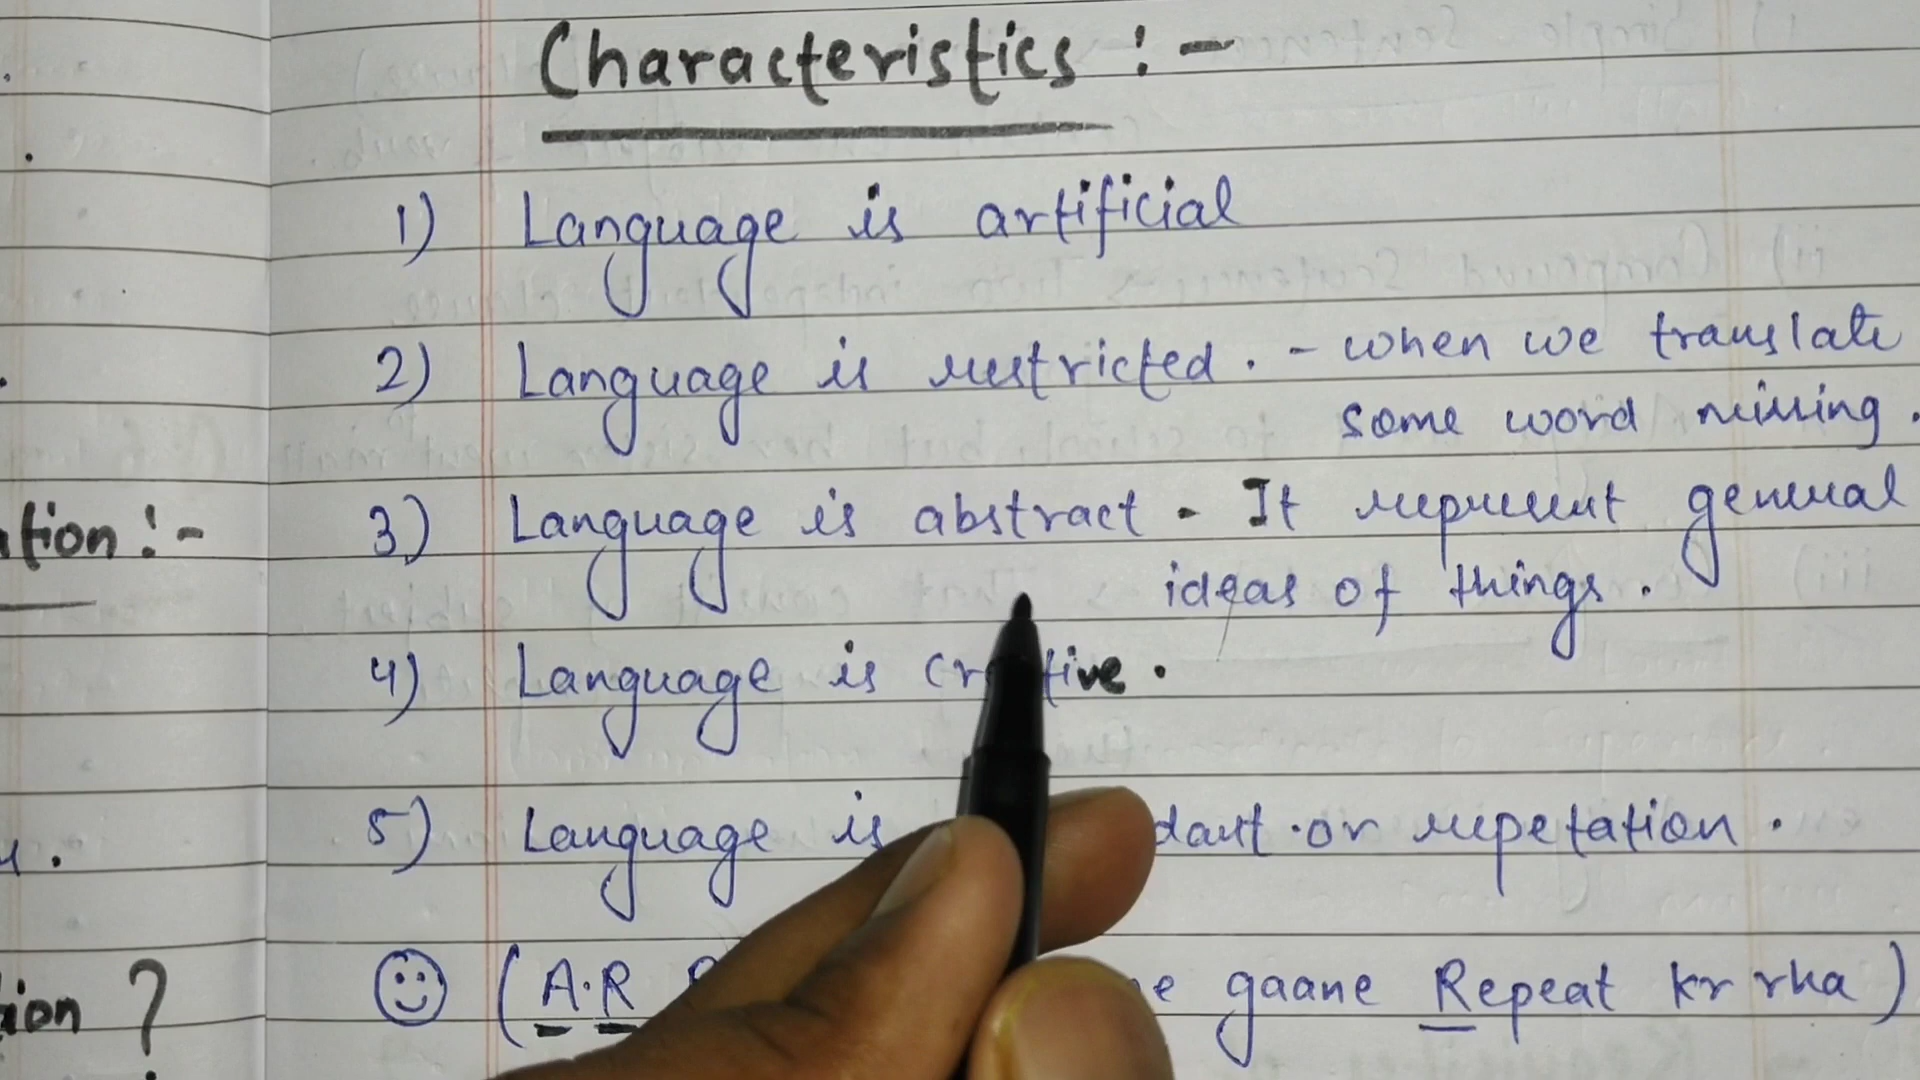 Characteristics :-
1) Language is artificial
2) Language is restricted. - when we translate
some word missing.
3) Language is abstract - It represent general
ideas of things.
tion :-
4) Language is .
5) Language is or repetation.
(A.R gaane Repeat kr rha)
?